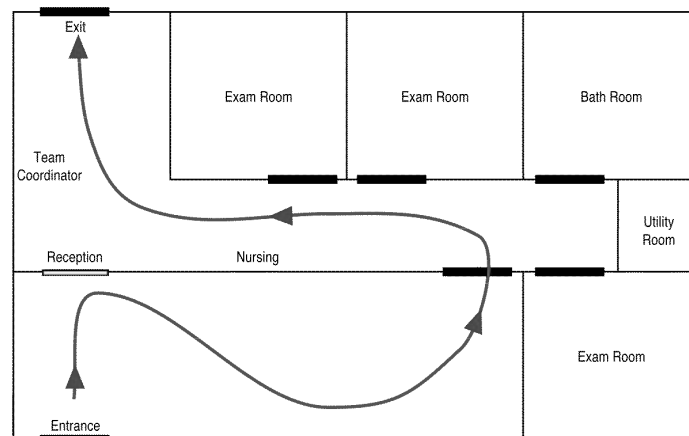 Exit
Exam Room
Exam Room
Bath Room
Team
Coordinator
Utility
Room
Reception
Nursing
Exam Room
Entrance